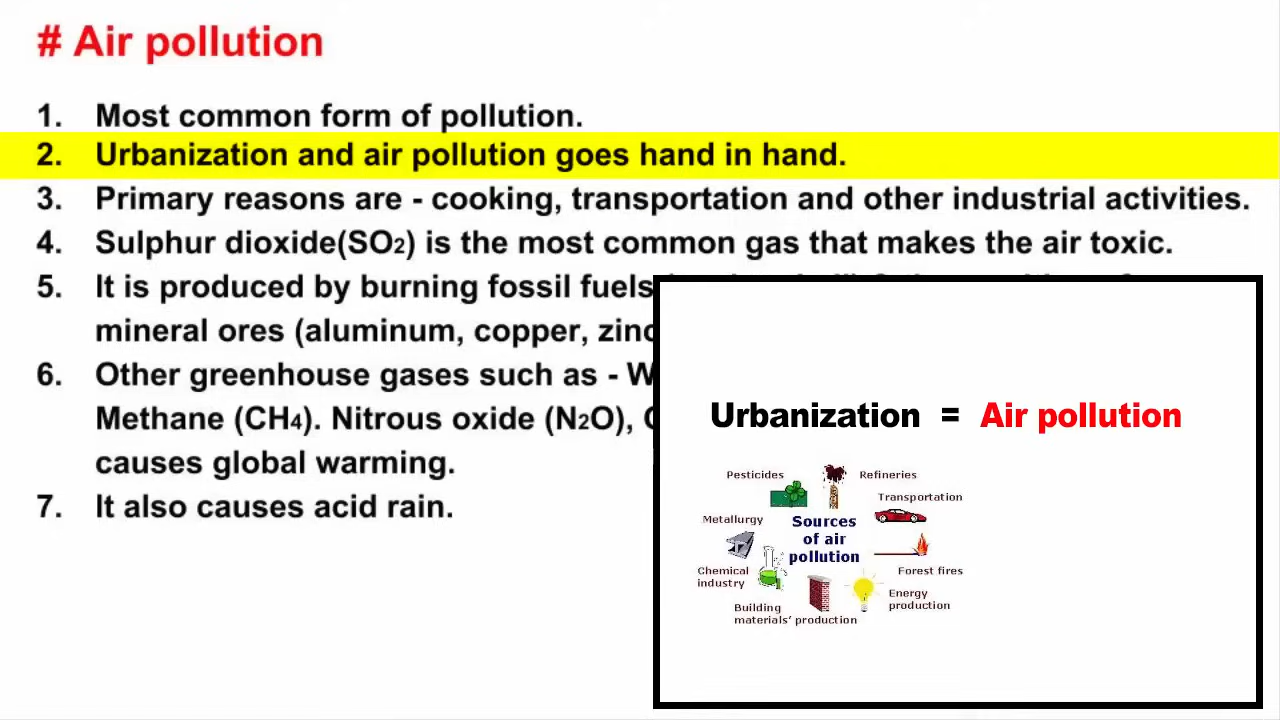 # Air pollution
1. Most common form of pollution.
2. Urbanization and air pollution goes hand in hand.
3. Primary reasons are - cooking, transportation and other industrial activities.
4. Sulphur dioxide(SO2) is the most common gas that makes the air toxic.
5. It is produced by burning fossil fuels
mineral ores (aluminum, copper, zinc
6. Other greenhouse gases such as - W
Methane (CH4). Nitrous oxide (N2O),
causes global warming.
7. It also causes acid rain.
Urbanization = Air pollution
Pesticides
Refineries
Transportation
Metallurgy
Sources
of air
pollution
Chemical
industry
Forest fires
Energy
production
Building
materials' production